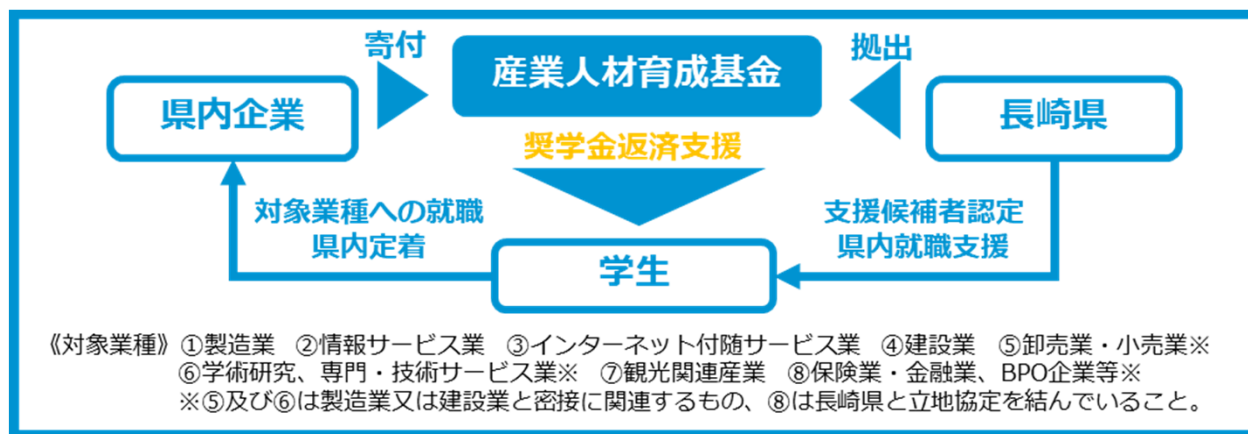 寄付
産業人材育成基金
拠出
県内企業
長崎県
奨学金返済支援
対象業種への就職
県内定着
支援候補者認定
県内就職支援
学生
《対象業種》①製造業 ②情報サービス業 ③インターネット付随サービス業 ④建設業 ⑤卸売業・小売業※
⑥学術研究、専門・技術サービス業※ ⑦観光関連産業 ⑧保険業・金融業、BPO企業等※
※⑤及び⑥は製造業又は建設業と密接に関連するもの、⑧は長崎県と立地協定を結んでいること。